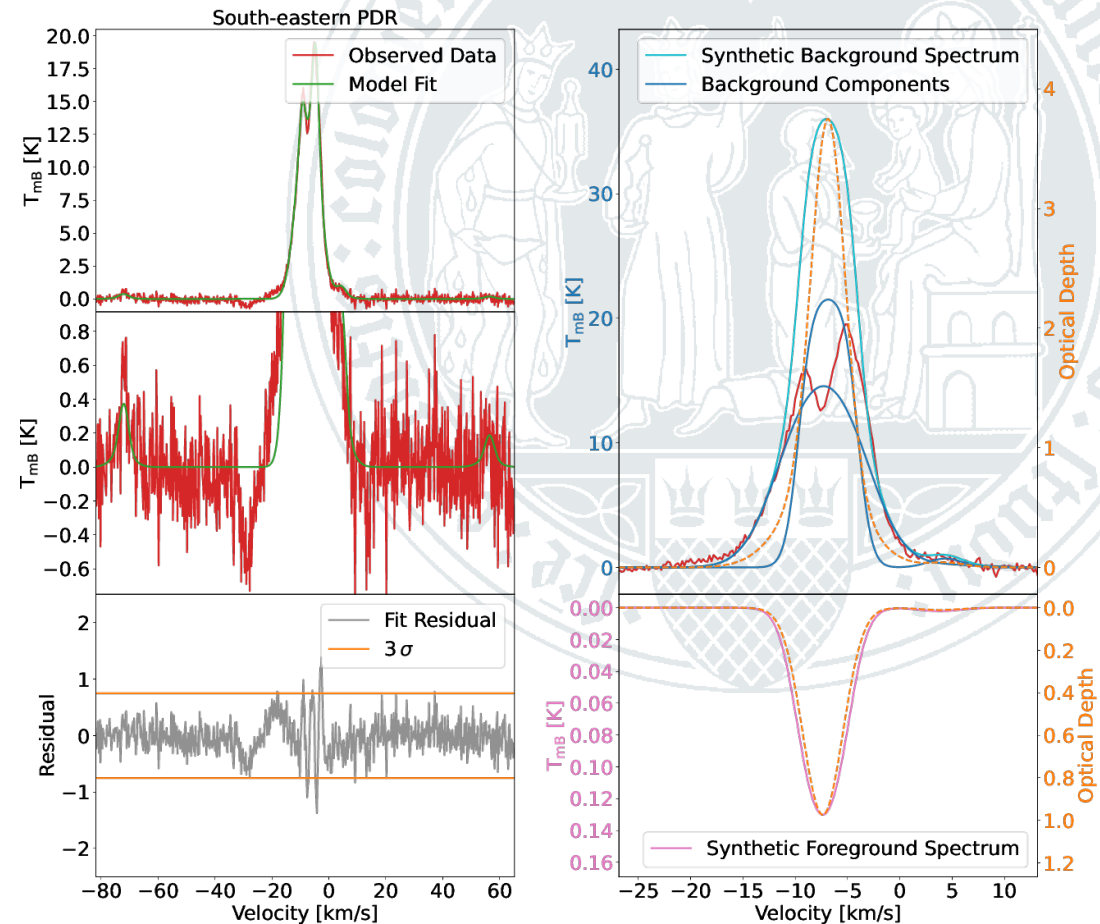 South-eastern PDR
Observed Data
Model Fit
20.0
17.5
15.0
12.5
10.0
7.5
5.0
2.5
0.0
TmB [K]
0.8
0.6
0.4
0.2
0.0
−0.2
−0.4
−0.6
TmB [K]
Fit Residual
3 σ
2
1
0
−1
−2
Residual
−80 −60 −40 −20 0 20 40 60
Velocity [km/s]
Synthetic Background Spectrum
Background Components
40
30
20
10
0
TmB [K]
4
3
2
1
0
Optical Depth
0.00
0.02
0.04
0.06
0.08
0.10
0.12
0.14
0.16
TmB [K]
0.0
0.2
0.4
0.6
0.8
1.0
1.2
Optical Depth
Synthetic Foreground Spectrum
−25 −20 −15 −10 −5 0 5 10
Velocity [km/s]